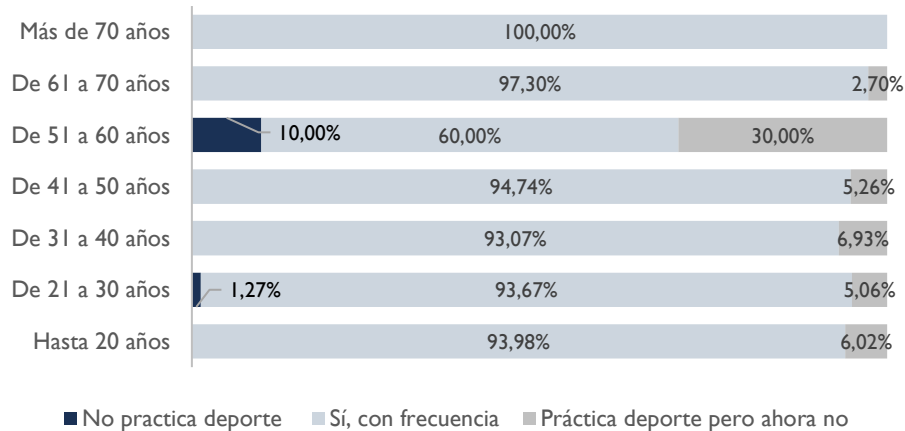 Más de 70 años 100,00%
De 61 a 70 años 97,30% 2,70%
De 51 a 60 años 10,00% 60,00% 30,00%
De 41 a 50 años 94,74% 5,26%
De 31 a 40 años 93,07% 6,93%
De 21 a 30 años 1,27% 93,67% 5,06%
Hasta 20 años 93,98% 6,02%
No practica deporte Sí, con frecuencia Práctica deporte pero ahora no